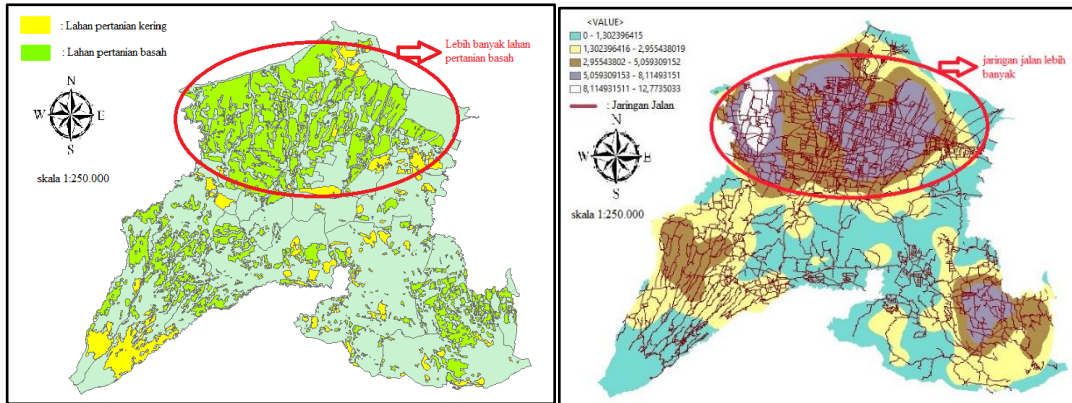 : Lahan pertanian kering
: Lahan pertanian basah
Lebih banyak lahan
pertanian basah
N
W E
S
skala 1:250.000
<VALUE>
0 - 1,302396415
1,302396416 - 2,955438019
2,95543802 - 5,059309152
5,059309153 - 8,11493151
8,114931511 - 12,7735033
: Jaringan Jalan
jaringan jalan lebih
banyak
N
W E
S
skala 1:250.000